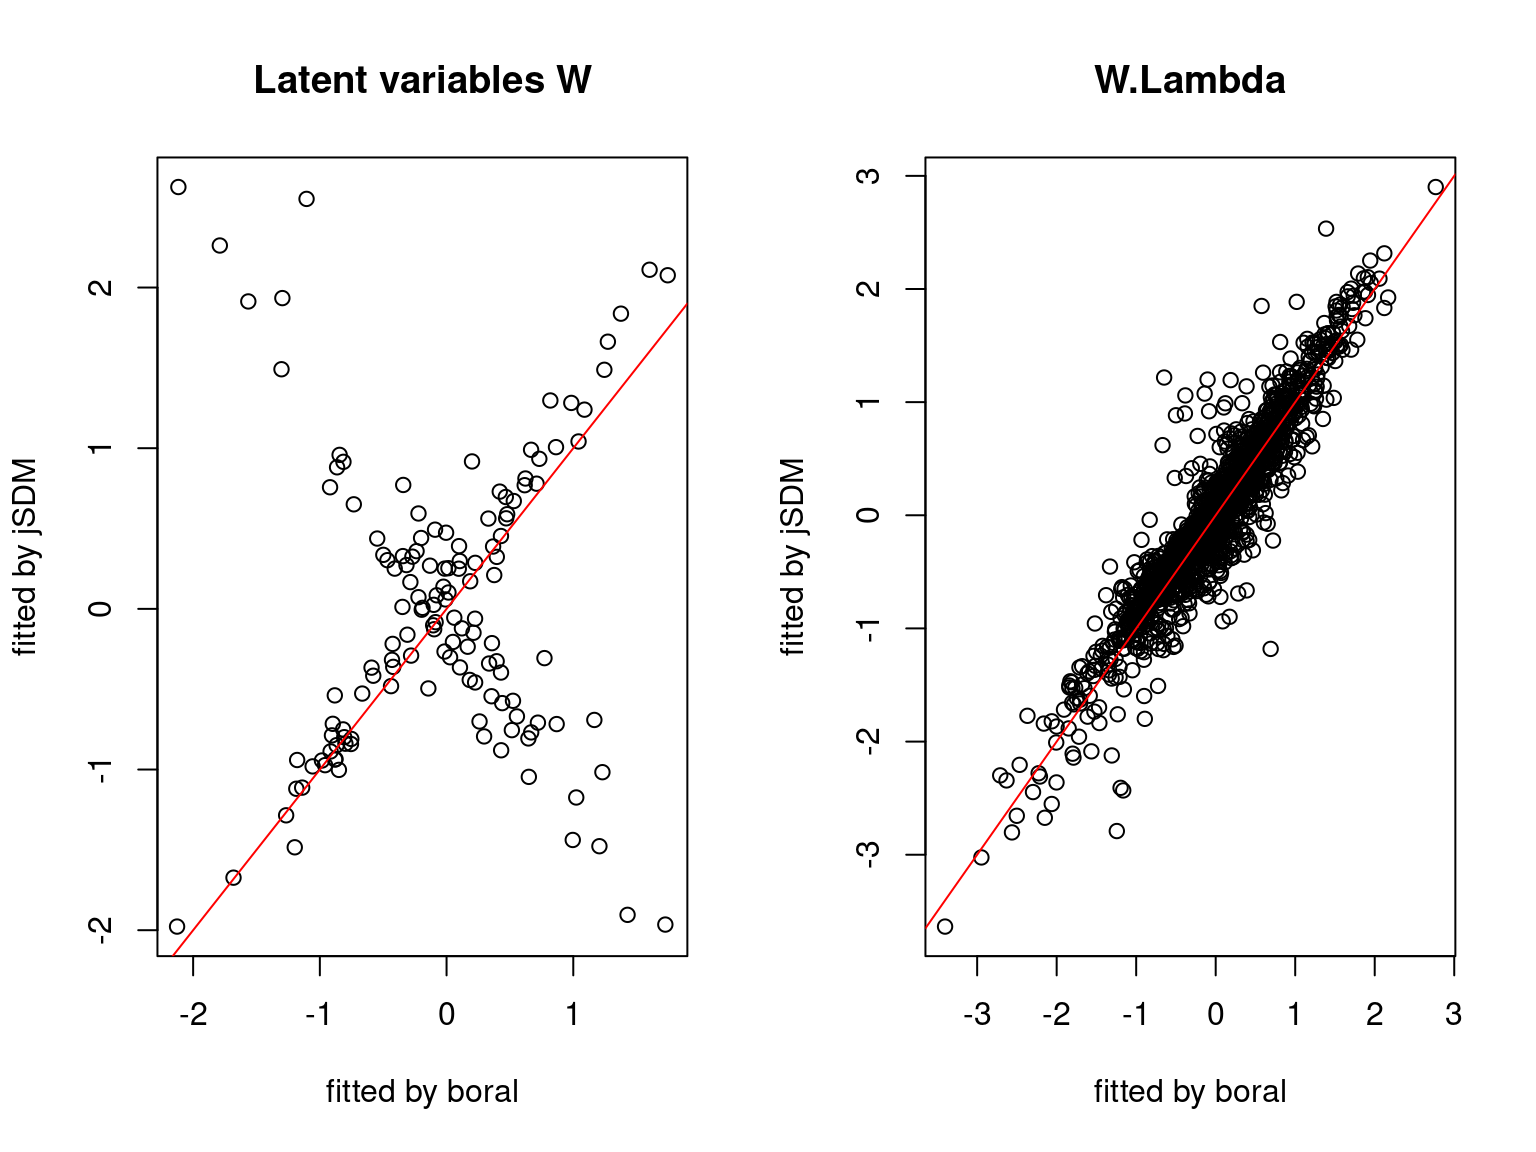 Latent variables W
fitted by jSDM
2
1
0
-1
-2
-2 -1 0 1
fitted by boral
W.Lambda
fitted by jSDM
3
2
1
0
-1
-2
-3
-3 -2 -1 0 1 2 3
fitted by boral